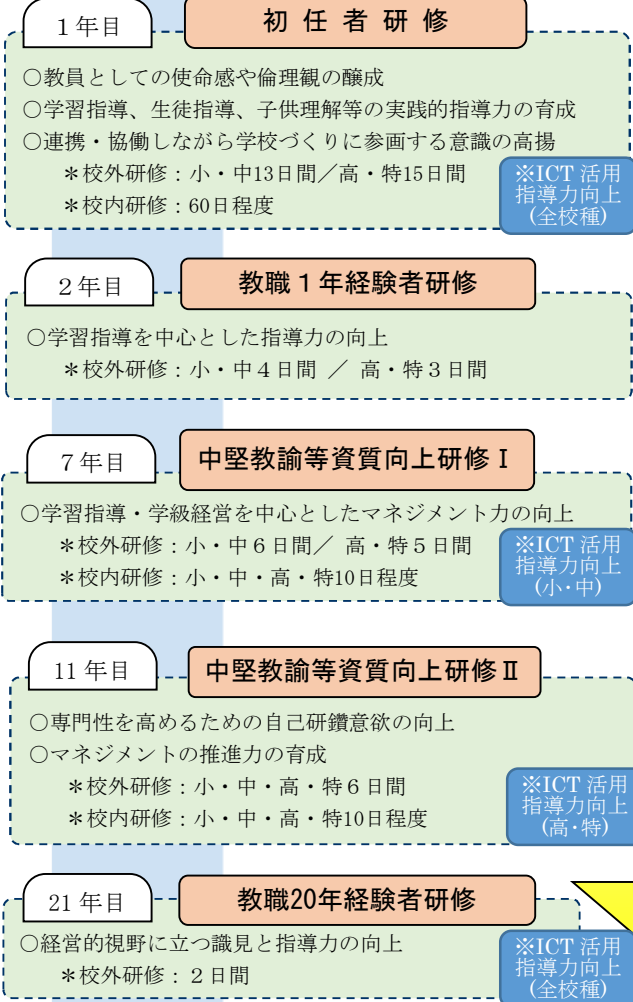 1年目
初任者研修
○教員としての使命感や倫理観の醸成
○学習指導、生徒指導、子供理解等の実践的指導力の育成
○連携・協働しながら学校づくりに参画する意識の高揚
＊校外研修：小・中13日間／高・特15日間
＊校内研修：60日程度
※ICT 活用
指導力向上
(全校種)
２年目
教職１年経験者研修
○学習指導を中心とした指導力の向上
＊校外研修：小・中４日間 ／ 高・特３日間
７年目
中堅教諭等資質向上研修Ⅰ
○学習指導・学級経営を中心としたマネジメント力の向上
＊校外研修：小・中６日間／ 高・特５日間
＊校内研修：小・中・高・特10日程度
※ICT 活用
指導力向上
(小・中)
11 年目
中堅教諭等資質向上研修Ⅱ
○専門性を高めるための自己研鑽意欲の向上
○マネジメントの推進力の育成
＊校外研修：小・中・高・特６日間
＊校内研修：小・中・高・特10日程度
※ICT 活用
指導力向上
(高・特)
21 年目
教職20年経験者研修
○経営的視野に立つ識見と指導力の向上
＊校外研修：２日間
※ICT 活用
指導力向上
(全校種)